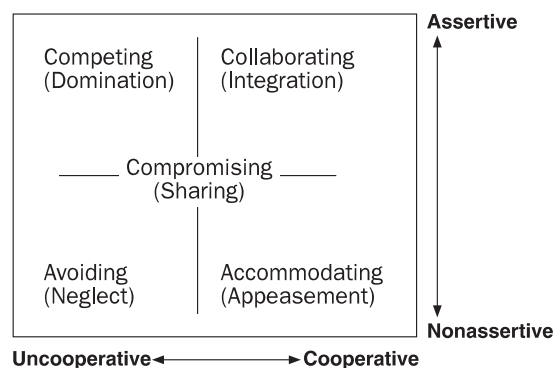 Assertive
Competing
(Domination)
Collaborating
(Integration)
Compromising
(Sharing)
Avoiding
(Neglect)
Accommodating
(Appeasement)
Nonassertive
Uncooperative
Cooperative